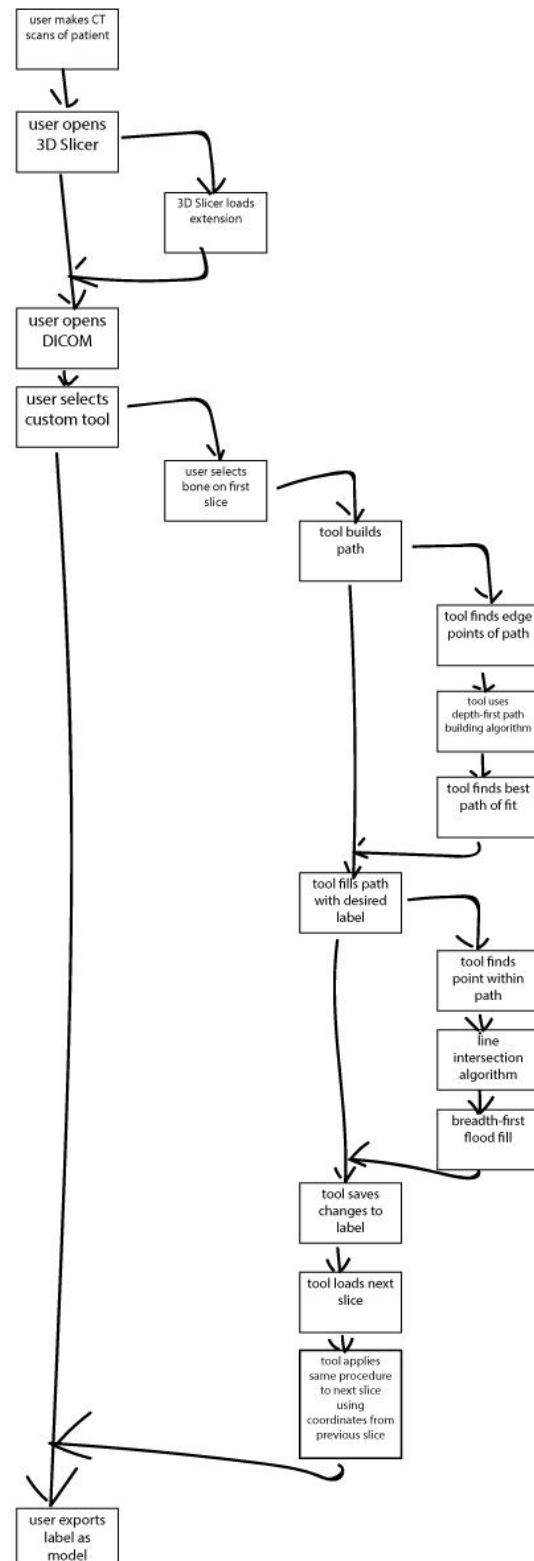 user makes CT
scans of patient
user opens
3D Slicer
3D Slicer loads
extension
user opens
DICOM
user selects
custom tool
user selects
bone on first
slice
tool builds
path
tool finds edge
points of path
tool uses
depth-first path
building algorithm
tool finds best
path of fit
tool fills path
with desired
label
tool finds
point within
path
line
intersection
algorithm
breadth-first
flood fill
tool saves
changes to
label
tool loads next
slice
tool applies
same procedure
to next slice
using
coordinates from
previous slice
user exports
label as
model